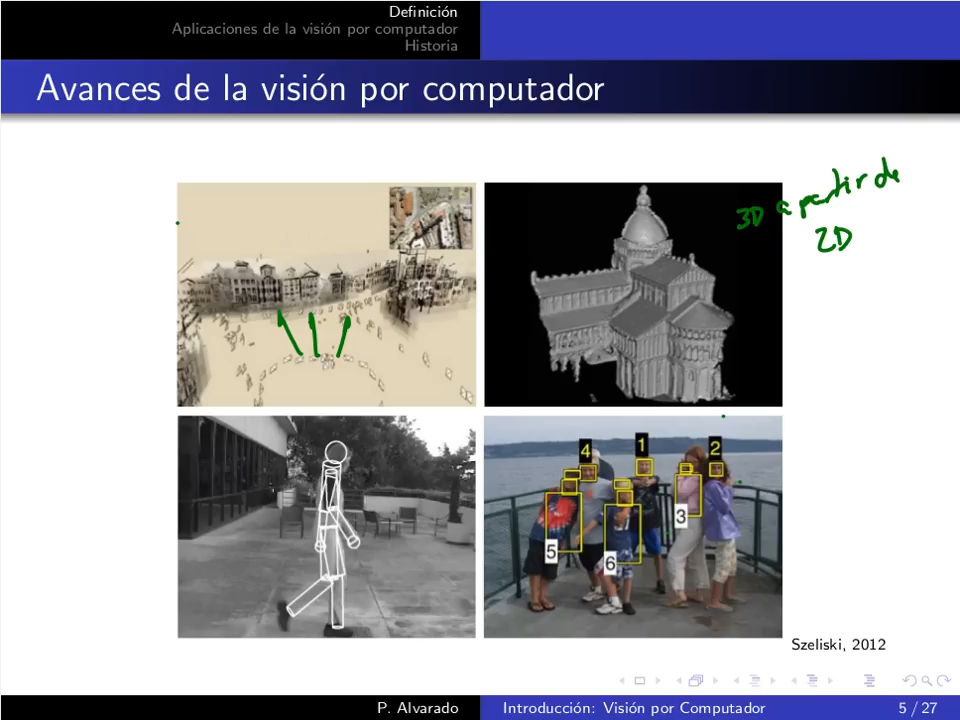 Definición
Aplicaciones de la visión por computador
Historia
Avances de la visión por computador
3D a partir de
2D
4
1
2
3
5
6
Szeliski, 2012
P. Alvarado
Introducción: Visión por Computador
5 / 27